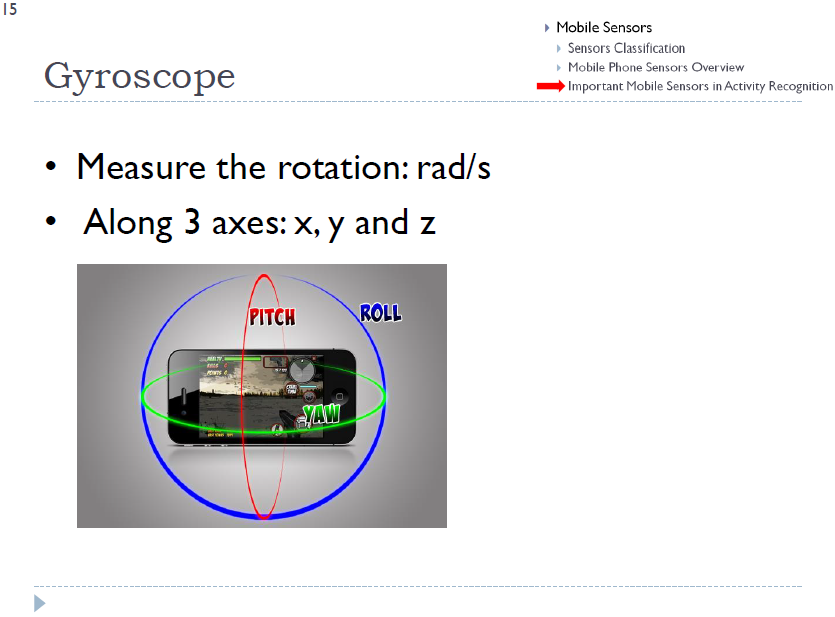 15
Mobile Sensors
Sensors Classification
Mobile Phone Sensors Overview
Important Mobile Sensors in Activity Recognition
Gyroscope
• Measure the rotation: rad/s
• Along 3 axes: x, y and z
PITCH
ROLL
YAW